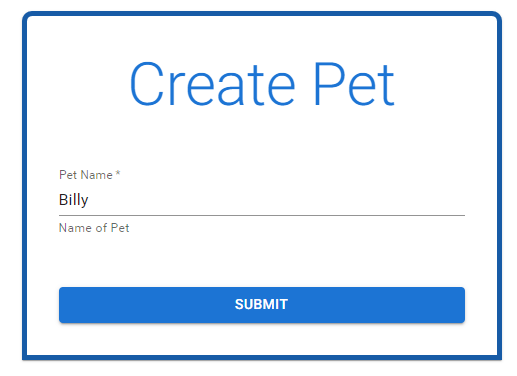 Create Pet
Pet Name *
Billy
Name of Pet
SUBMIT